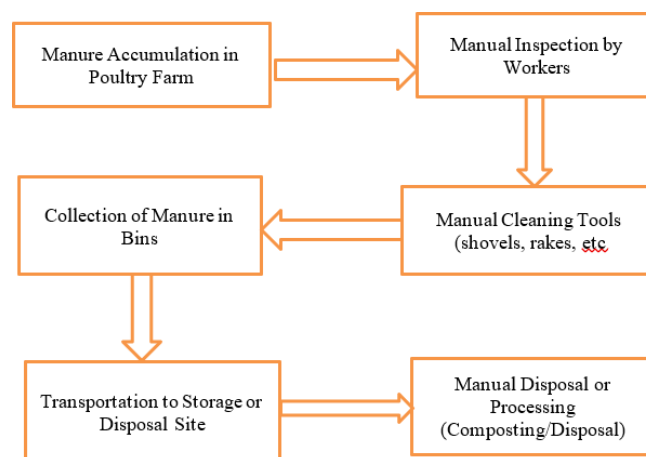 Manure Accumulation in
Poultry Farm
Manual Inspection by
Workers
Manual Cleaning Tools
(shovels, rakes, etc
Collection of Manure in
Bins
Transportation to Storage or
Disposal Site
Manual Disposal or
Processing
(Composting/Disposal)